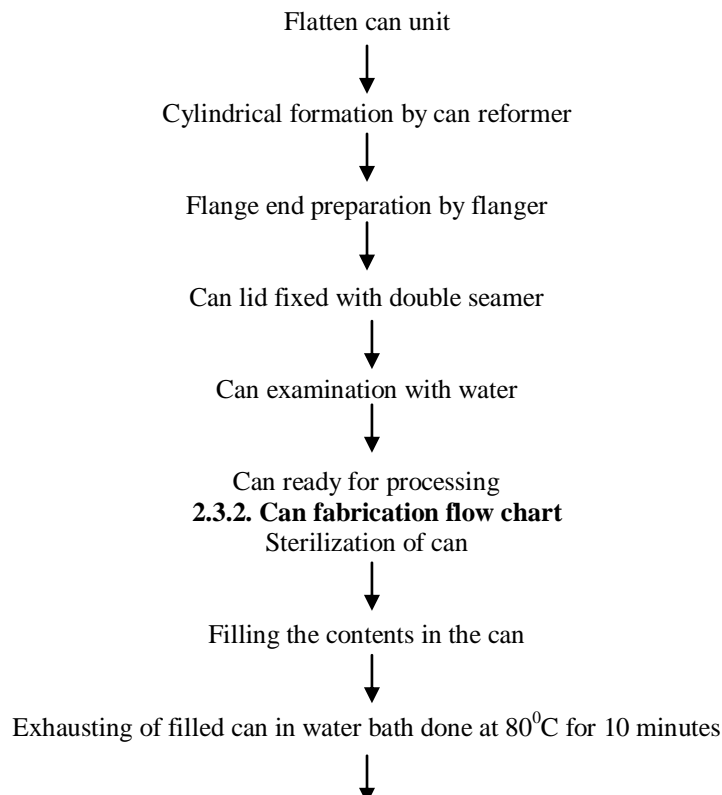 Flatten can unit
Cylindrical formation by can reformer
Flange end preparation by flanger
Can lid fixed with double seamer
Can examination with water
Can ready for processing
2.3.2. Can fabrication flow chart
Sterilization of can
Filling the contents in the can
Exhausting of filled can in water bath done at 80⁰C for 10 minutes